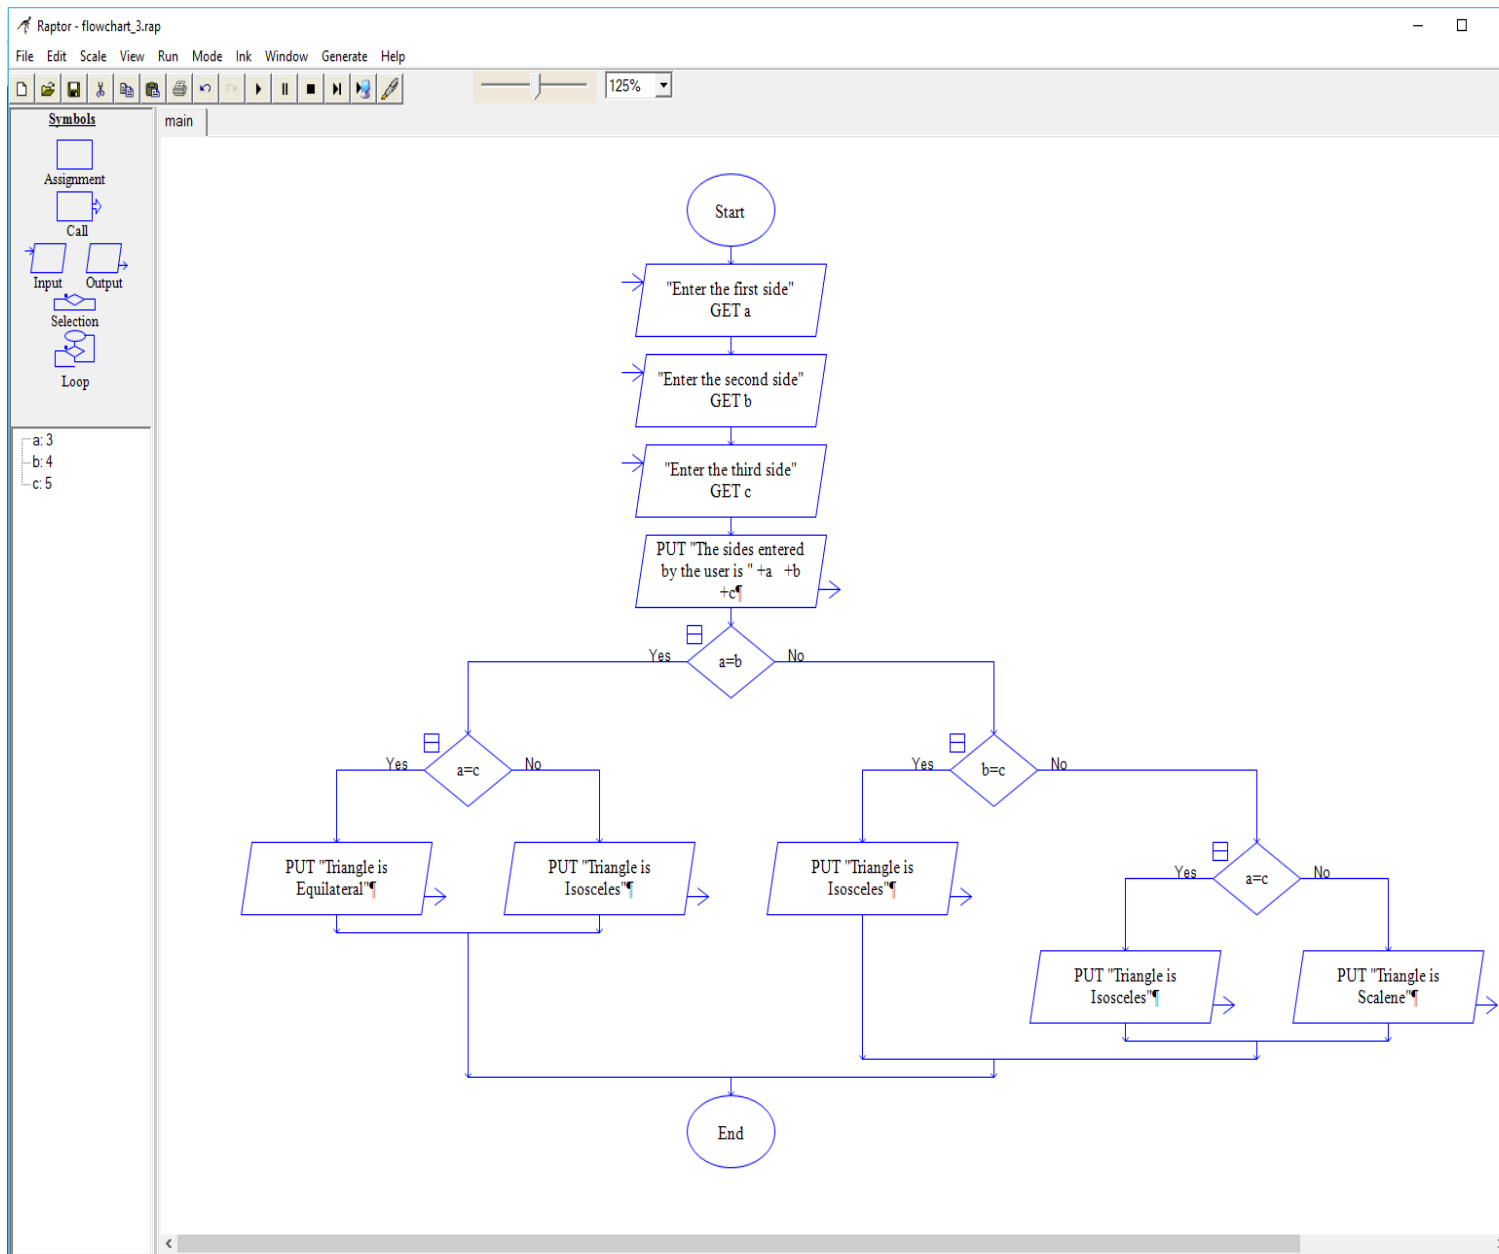 Raptor - flowchart_3.rap
File Edit Scale View Run Mode Ink Window Generate Help
125%
Symbols
Assignment
Call
Input Output
Selection
Loop
a: 3
b: 4
c: 5
main
Start
"Enter the first side"
GET a
"Enter the second side"
GET b
"Enter the third side"
GET c
PUT "The sides entered
by the user is " +a   +b
+c¶
Yes a=b No
Yes a=c No
Yes b=c No
PUT "Triangle is
Equilateral"¶
PUT "Triangle is
Isosceles"¶
PUT "Triangle is
Isosceles"¶
Yes a=c No
PUT "Triangle is
Isosceles"¶
PUT "Triangle is
Scalene"¶
End